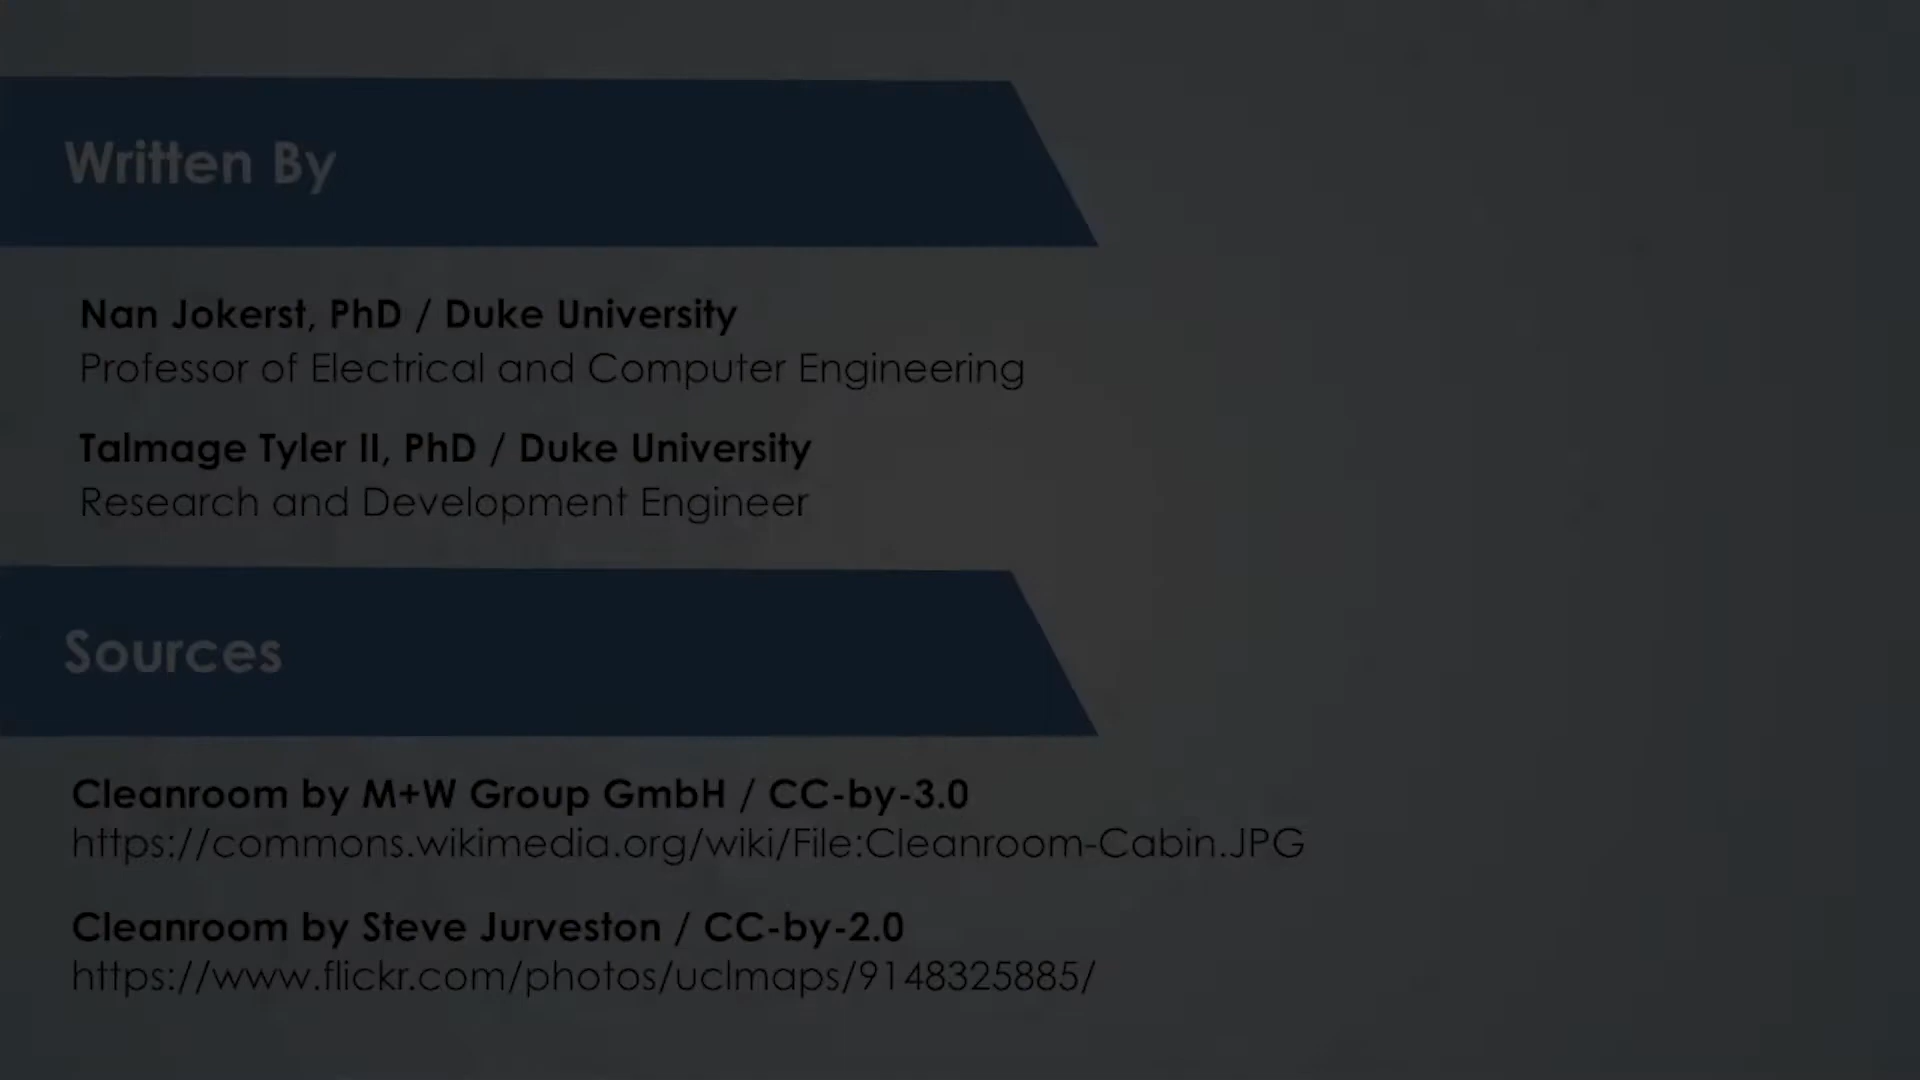 Written By
Nan Jokerst, PhD / Duke University
Professor of Electrical and Computer Engineering
Talmage Tyler II, PhD / Duke University
Research and Development Engineer
Sources
Cleanroom by M+W Group GmbH / CC-by-3.0
https://commons.wikimedia.org/wiki/File:Cleanroom-Cabin.JPG
Cleanroom by Steve Jurveston / CC-by-2.0
https://www.flickr.com/photos/uclmaps/9148325885/